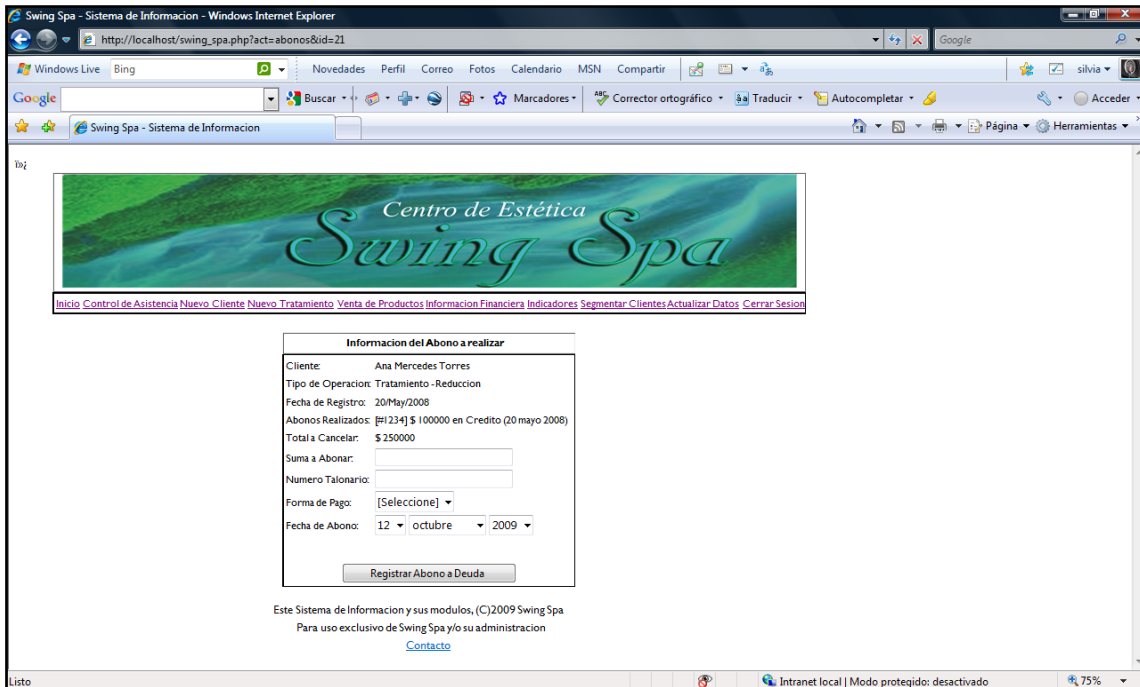 Swing Spa - Sistema de Informacion - Windows Internet Explorer
http://localhost/swing_spa.php?act=abonos&id=21 Google
Windows Live Bing Novedades Perfil Correo Fotos Calendario MSN Compartir silvia
Google Buscar Marcadores Corrector ortográfico Traducir Autocompletar Acceder
Swing Spa - Sistema de Informacion Página Herramientas
ï»¿
Centro de Estética
Swing Spa
Inicio Control de Asistencia Nuevo Cliente Nuevo Tratamiento Venta de Productos Informacion Financiera Indicadores Segmentar Clientes Actualizar Datos Cerrar Sesion
Informacion del Abono a realizar
Cliente: Ana Mercedes Torres
Tipo de Operacion: Tratamiento - Reduccion
Fecha de Registro: 20/May/2008
Abonos Realizados: [#1234] $ 100000 en Credito (20 mayo 2008)
Total a Cancelar: $ 250000
Suma a Abonar:
Numero Talonario:
Forma de Pago: [Seleccione]
Fecha de Abono: 12 octubre 2009
Registrar Abono a Deuda
Este Sistema de Informacion y sus modulos, (C)2009 Swing Spa
Para uso exclusivo de Swing Spa y/o su administracion
Contacto
Listo Intranet local | Modo protegido: desactivado 75%